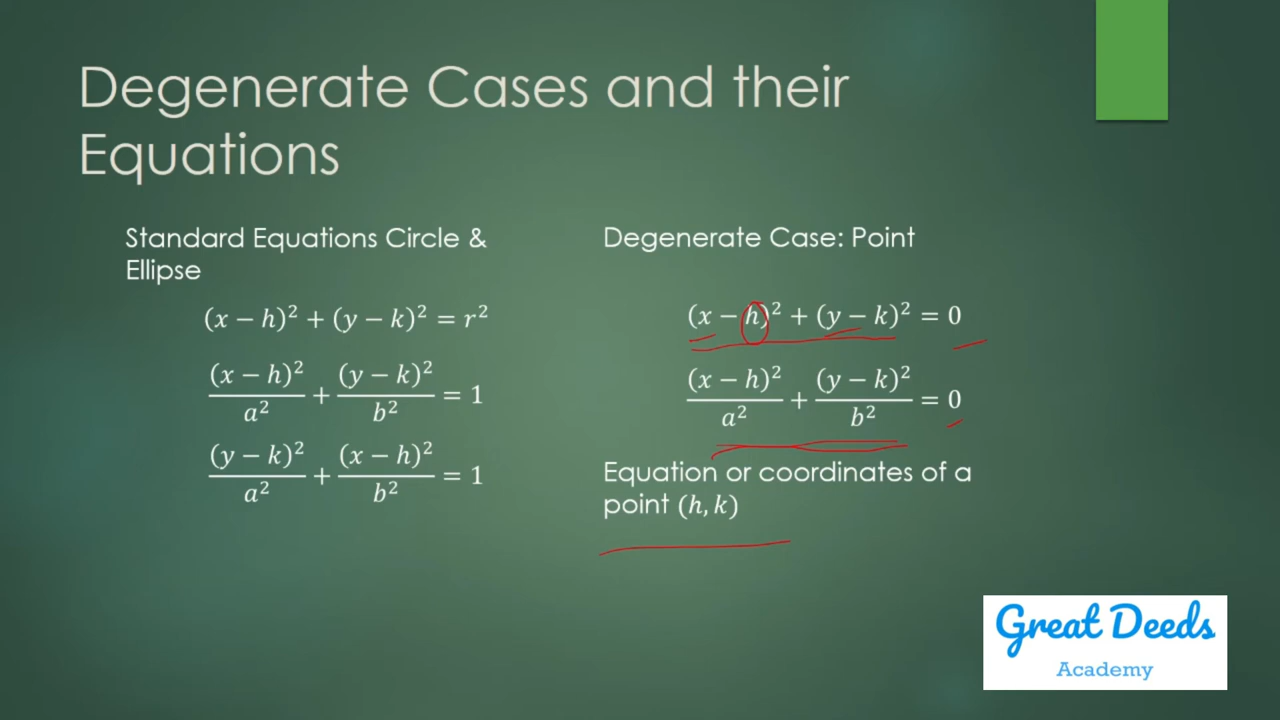 Degenerate Cases and their
Equations
Standard Equations Circle &
Ellipse
(x − h)² + (y − k)² = r²
(x − h)²/a² + (y − k)²/b² = 1
(y − k)²/a² + (x − h)²/b² = 1
Degenerate Case: Point
(x − h)² + (y − k)² = 0
(x − h)²/a² + (y − k)²/b² = 0
Equation or coordinates of a
point (h, k)
Great Deeds
Academy